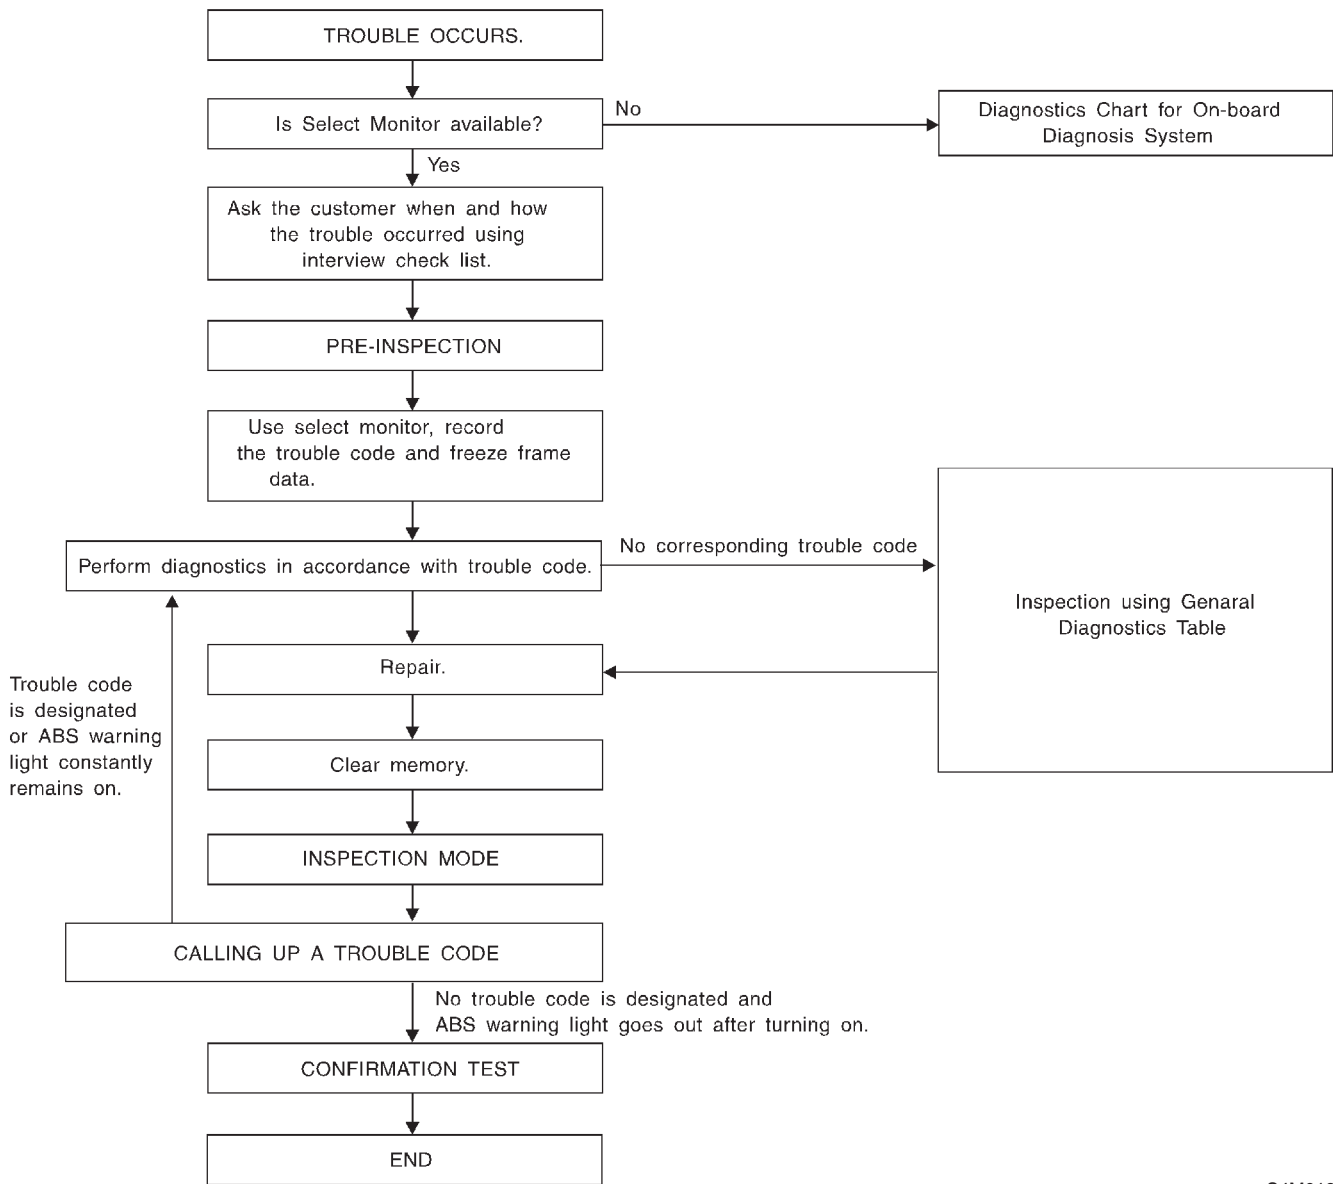 TROUBLE OCCURS.
Is Select Monitor available?
No
Diagnostics Chart for On-board
Diagnosis System
Yes
Ask the customer when and how
the trouble occurred using
interview check list.
PRE-INSPECTION
Use select monitor, record
the trouble code and freeze frame
data.
Perform diagnostics in accordance with trouble code.
No corresponding trouble code
Inspection using Genaral
Diagnostics Table
Repair.
Trouble code
is designated
or ABS warning
light constantly
remains on.
Clear memory.
INSPECTION MODE
CALLING UP A TROUBLE CODE
No trouble code is designated and
ABS warning light goes out after turning on.
CONFIRMATION TEST
END